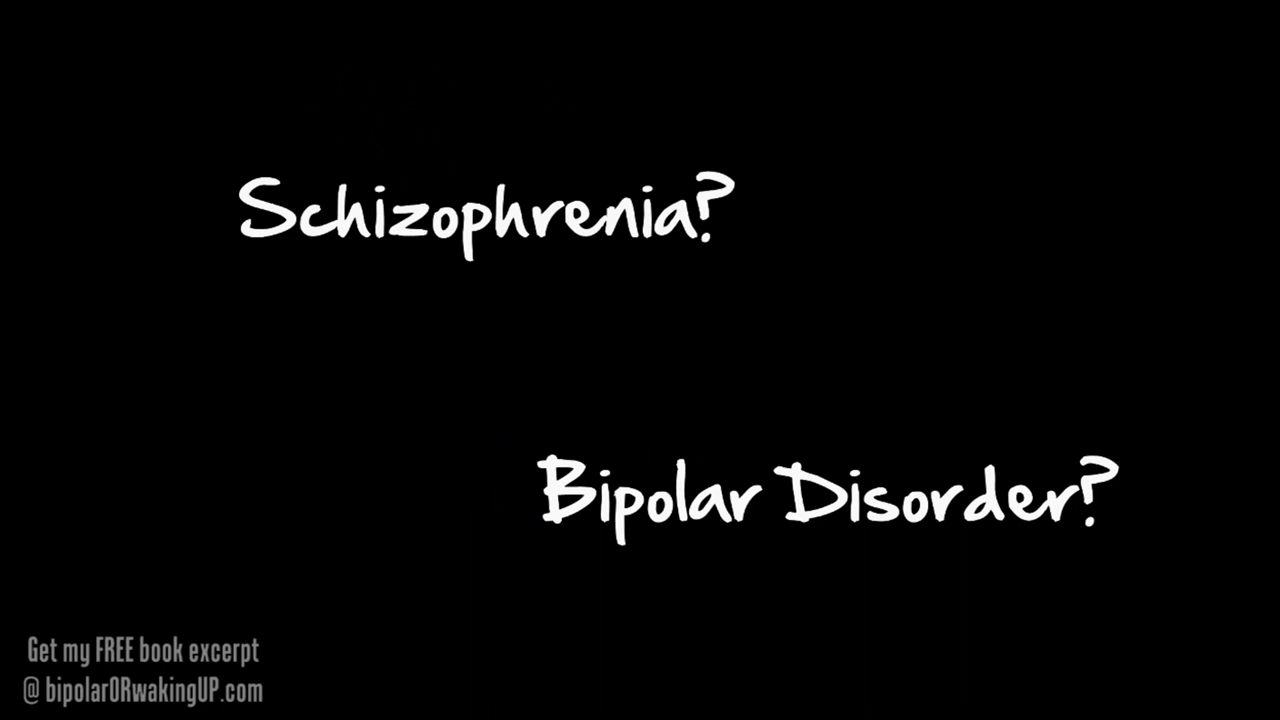 Schizophrenia?
Bipolar Disorder?
Get my FREE book excerpt
@ bipolarORwakingUP.com